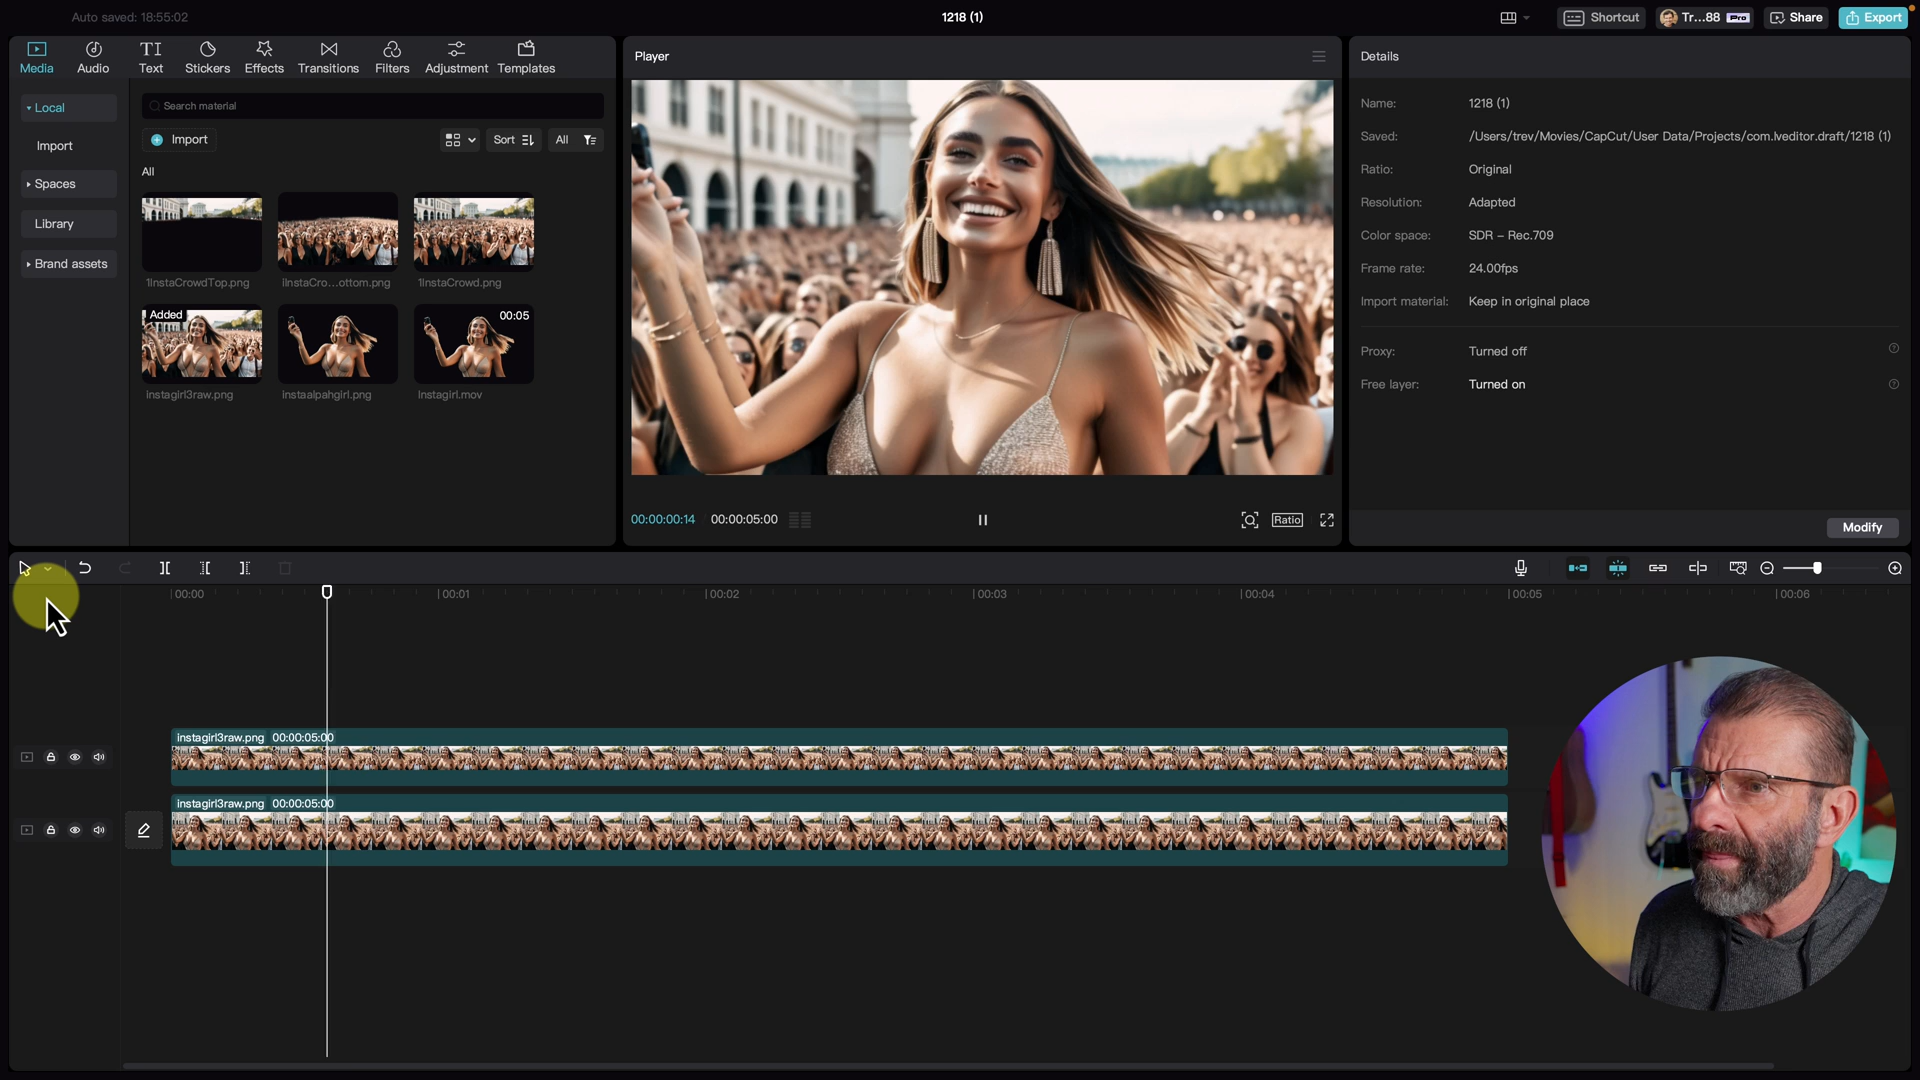 Auto saved: 18:55:02
1218 (1)
Shortcut
Tr...88
Pro
Share
Export
Media
Audio
TI
Text
Stickers
Effects
Transitions
Filters
Adjustment
Templates
Player
Details
Local
Import
Spaces
Library
Brand assets
Search material
Import
Sort
All
All
1InstaCrowdTop.png
iInstaCro...ottom.png
1InstaCrowd.png
Added
00:05
instagirl3raw.png
instaalpahgirl.png
Instagirl.mov
00:00:00:14
00:00:05:00
Ratio
Name: 1218 (1)
Saved: /Users/trev/Movies/CapCut/User Data/Projects/com.lveditor.draft/1218 (1)
Ratio: Original
Resolution: Adapted
Color space: SDR – Rec.709
Frame rate: 24.00fps
Import material: Keep in original place
Proxy: Turned off
Free layer: Turned on
Modify
00:00
00:01
00:02
00:03
00:04
00:05
00:06
instagirl3raw.png 00:00:05:00
instagirl3raw.png 00:00:05:00